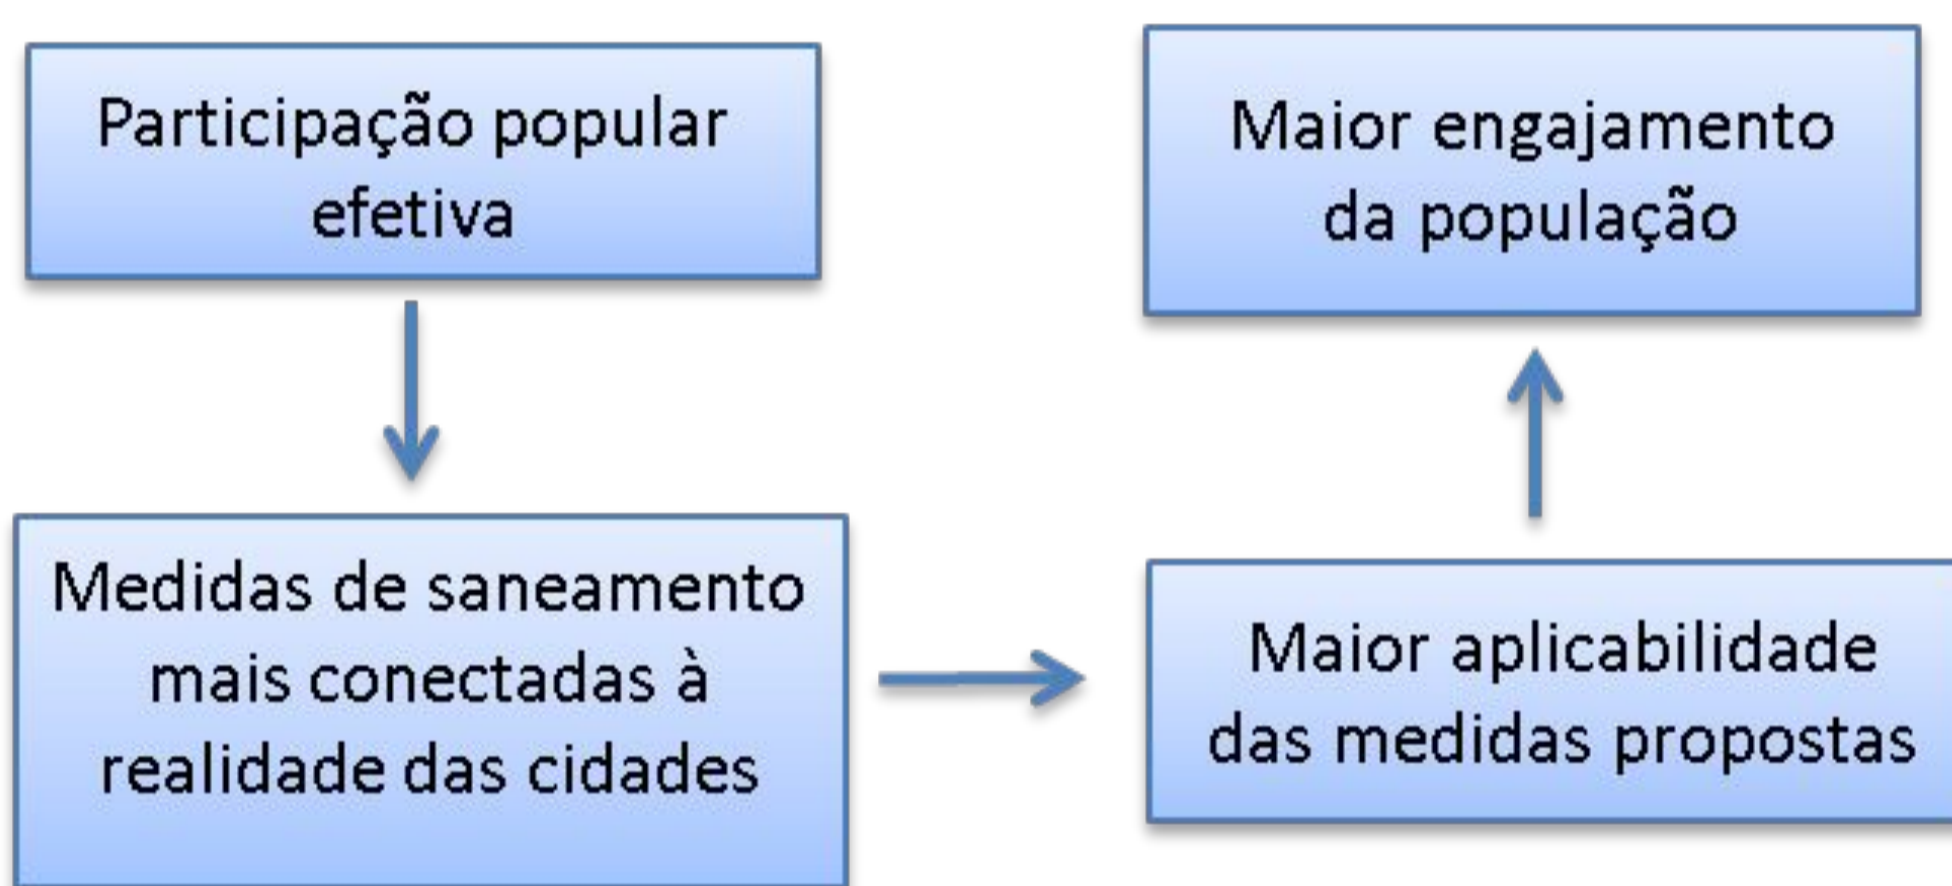 Participação popular
efetiva
Medidas de saneamento
mais conectadas à
realidade das cidades
Maior aplicabilidade
das medidas propostas
Maior engajamento
da população